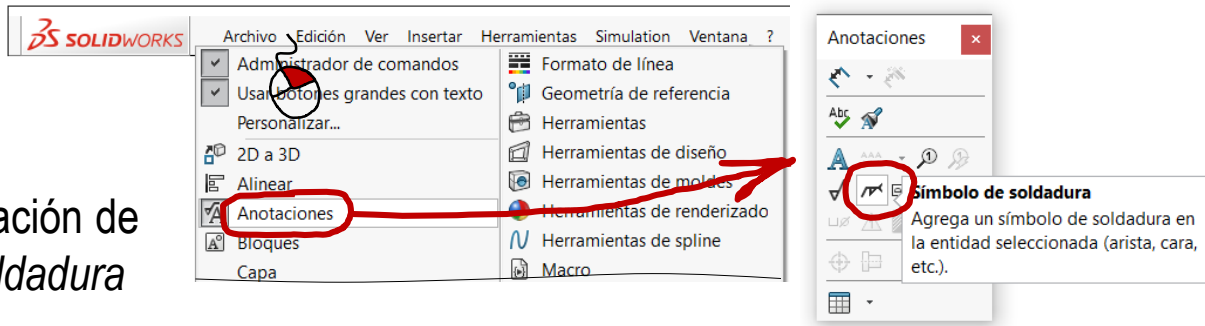 SOLIDWORKS
Archivo Edición Ver Insertar Herramientas Simulation Ventana ?
Administrador de comandos
Usar botones grandes con texto
Personalizar...
2D a 3D
Alinear
Anotaciones
Bloques
Capa
Formato de línea
Geometría de referencia
Herramientas
Herramientas de diseño
Herramientas de moldes
Herramientas de renderizado
Herramientas de spline
Macro
ación de
ldadura
Anotaciones
Abc
A
Símbolo de soldadura
Agrega un símbolo de soldadura en
la entidad seleccionada (arista, cara,
etc.).